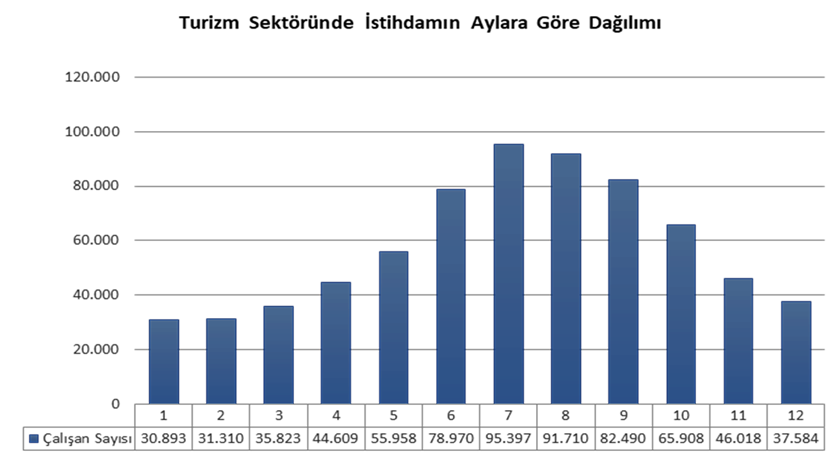 Turizm Sektöründe İstihdamın Aylara Göre Dağılımı
120.000
100.000
80.000
60.000
40.000
20.000
0
1 2 3 4 5 6 7 8 9 10 11 12
Çalışan Sayısı 30.893 31.310 35.823 44.609 55.958 78.970 95.397 91.710 82.490 65.908 46.018 37.584